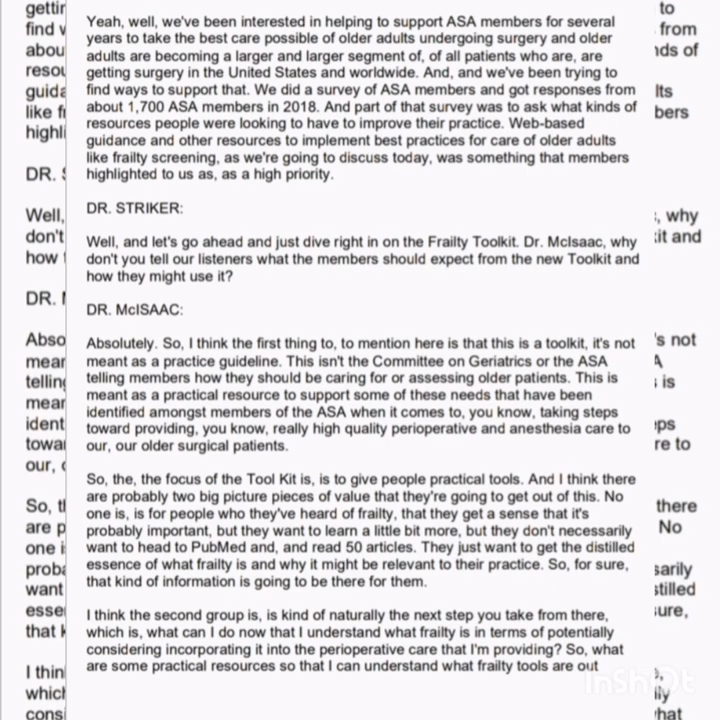 Yeah, well, we've been interested in helping to support ASA members for several
years to take the best care possible of older adults undergoing surgery and older
adults are becoming a larger and larger segment of, of all patients who are, are
getting surgery in the United States and worldwide. And, and we've been trying to
find ways to support that. We did a survey of ASA members and got responses from
about 1,700 ASA members in 2018. And part of that survey was to ask what kinds of
resources people were looking to have to improve their practice. Web-based
guidance and other resources to implement best practices for care of older adults
like frailty screening, as we're going to discuss today, was something that members
highlighted to us as, as a high priority.
DR. STRIKER:
Well, and let's go ahead and just dive right in on the Frailty Toolkit. Dr. McIsaac, why
don't you tell our listeners what the members should expect from the new Toolkit and
how they might use it?
DR. McISAAC:
Absolutely. So, I think the first thing to, to mention here is that this is a toolkit, it's not
meant as a practice guideline. This isn't the Committee on Geriatrics or the ASA
telling members how they should be caring for or assessing older patients. This is
meant as a practical resource to support some of these needs that have been
identified amongst members of the ASA when it comes to, you know, taking steps
toward providing, you know, really high quality perioperative and anesthesia care to
our, our older surgical patients.
So, the, the focus of the Tool Kit is, is to give people practical tools. And I think there
are probably two big picture pieces of value that they're going to get out of this. No
one is, is for people who they've heard of frailty, that they get a sense that it's
probably important, but they want to learn a little bit more, but they don't necessarily
want to head to PubMed and, and read 50 articles. They just want to get the distilled
essence of what frailty is and why it might be relevant to their practice. So, for sure,
that kind of information is going to be there for them.
I think the second group is, is kind of naturally the next step you take from there,
which is, what can I do now that I understand what frailty is in terms of potentially
considering incorporating it into the perioperative care that I'm providing? So, what
are some practical resources so that I can understand what frailty tools are out
InShOt